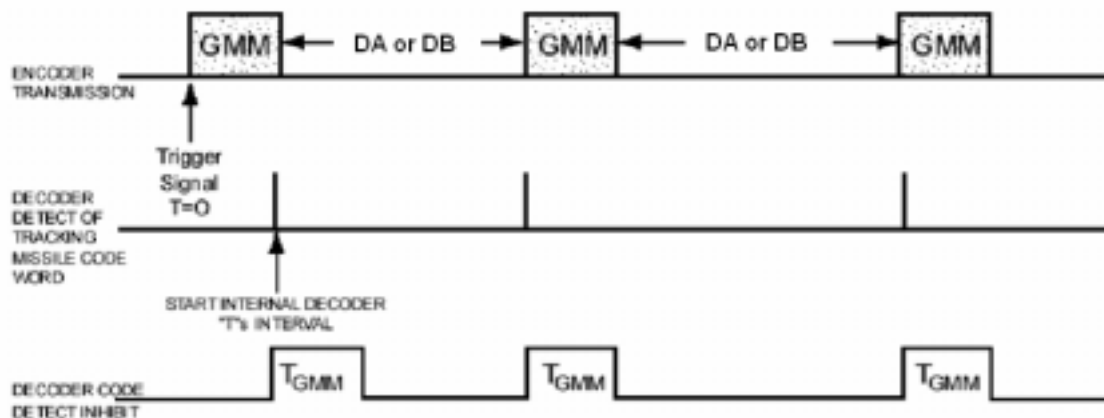 GMM DA or DB GMM DA or DB GMM
ENCODER
TRANSMISSION
Trigger
Signal
T=O
DECODER
DETECT OF
TRACKING
MISSILE CODE
WORD
START INTERNAL DECODER
"T"s INTERVAL
TGMM TGMM TGMM
DECODER CODE
DETECT INHIBIT